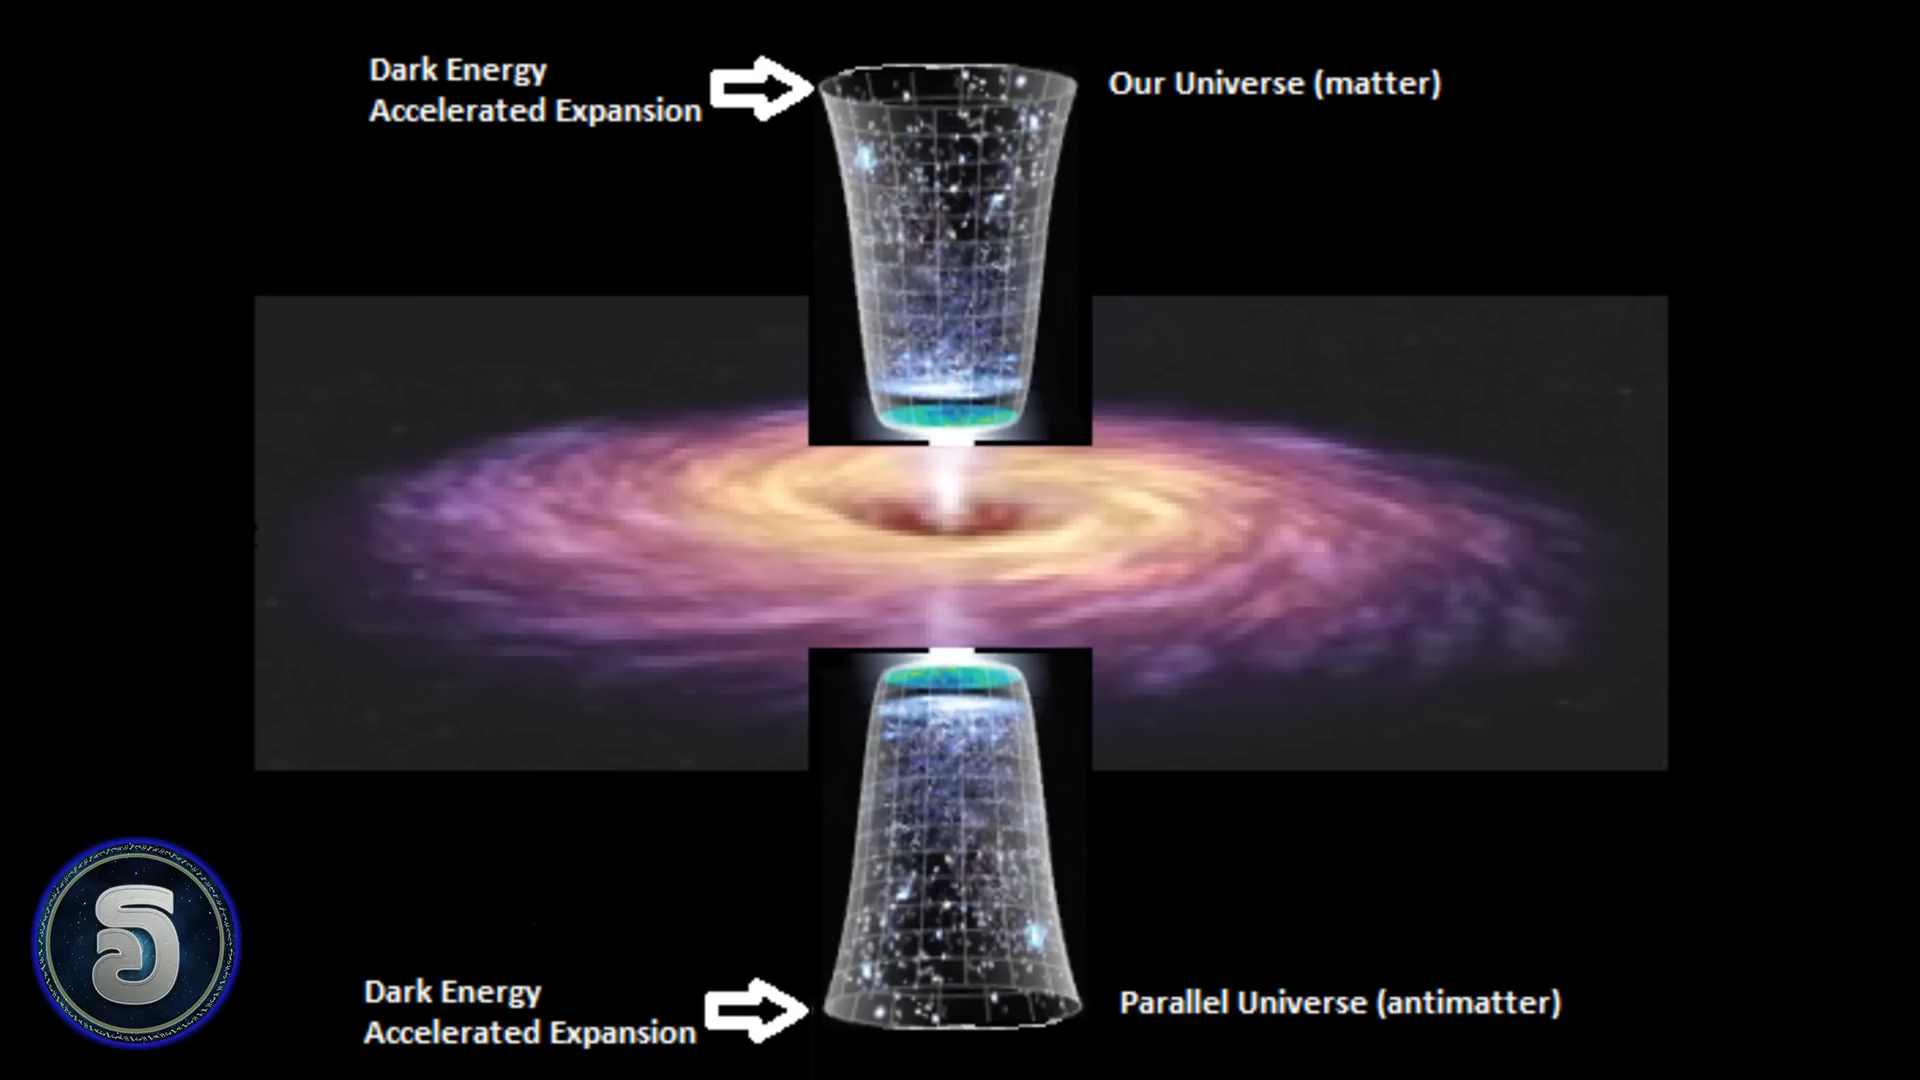 Dark Energy
Accelerated Expansion
Our Universe (matter)
Dark Energy
Accelerated Expansion
Parallel Universe (antimatter)